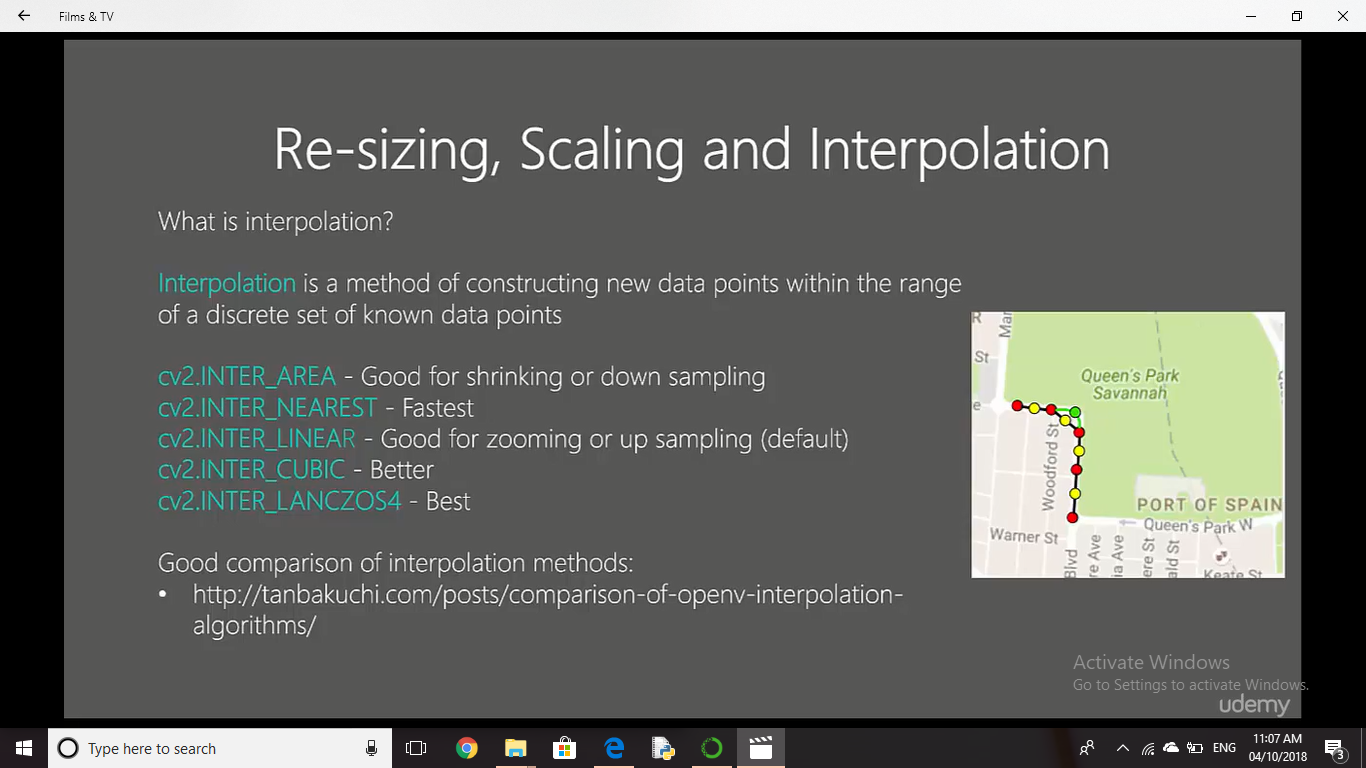 Films & TV
Re-sizing, Scaling and Interpolation
What is interpolation?
Interpolation is a method of constructing new data points within the range
of a discrete set of known data points
cv2.INTER_AREA - Good for shrinking or down sampling
cv2.INTER_NEAREST - Fastest
cv2.INTER_LINEAR - Good for zooming or up sampling (default)
cv2.INTER_CUBIC - Better
cv2.INTER_LANCZOS4 - Best
Good comparison of interpolation methods:
• http://tanbakuchi.com/posts/comparison-of-openv-interpolation-
algorithms/
Mar
St
e
Queen's Park
Savannah
Woodford St
PORT OF SPAIN
Queen's Park W
Warner St
Blvd
re Ave
ia Ave
ere St
ald St
Keate St
Activate Windows
Go to Settings to activate Windows.
udemy
Type here to search
ENG
11:07 AM
04/10/2018
3